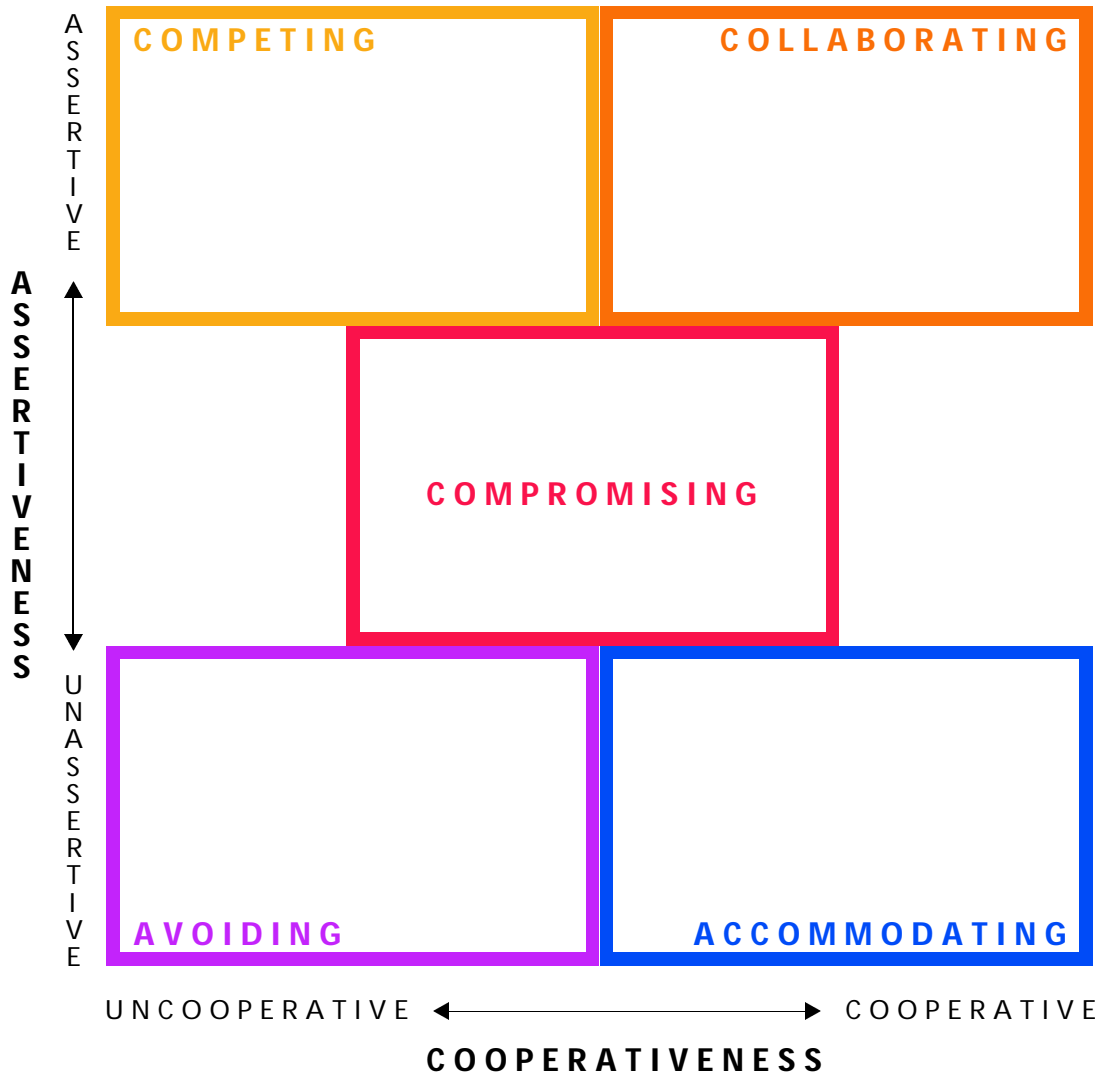 ASSERTIVE
COMPETING
COLLABORATING
ASSERTIVENESS
COMPROMISING
UNASSERTIVE
AVOIDING
ACCOMMODATING
UNCOOPERATIVE
COOPERATIVE
COOPERATIVENESS